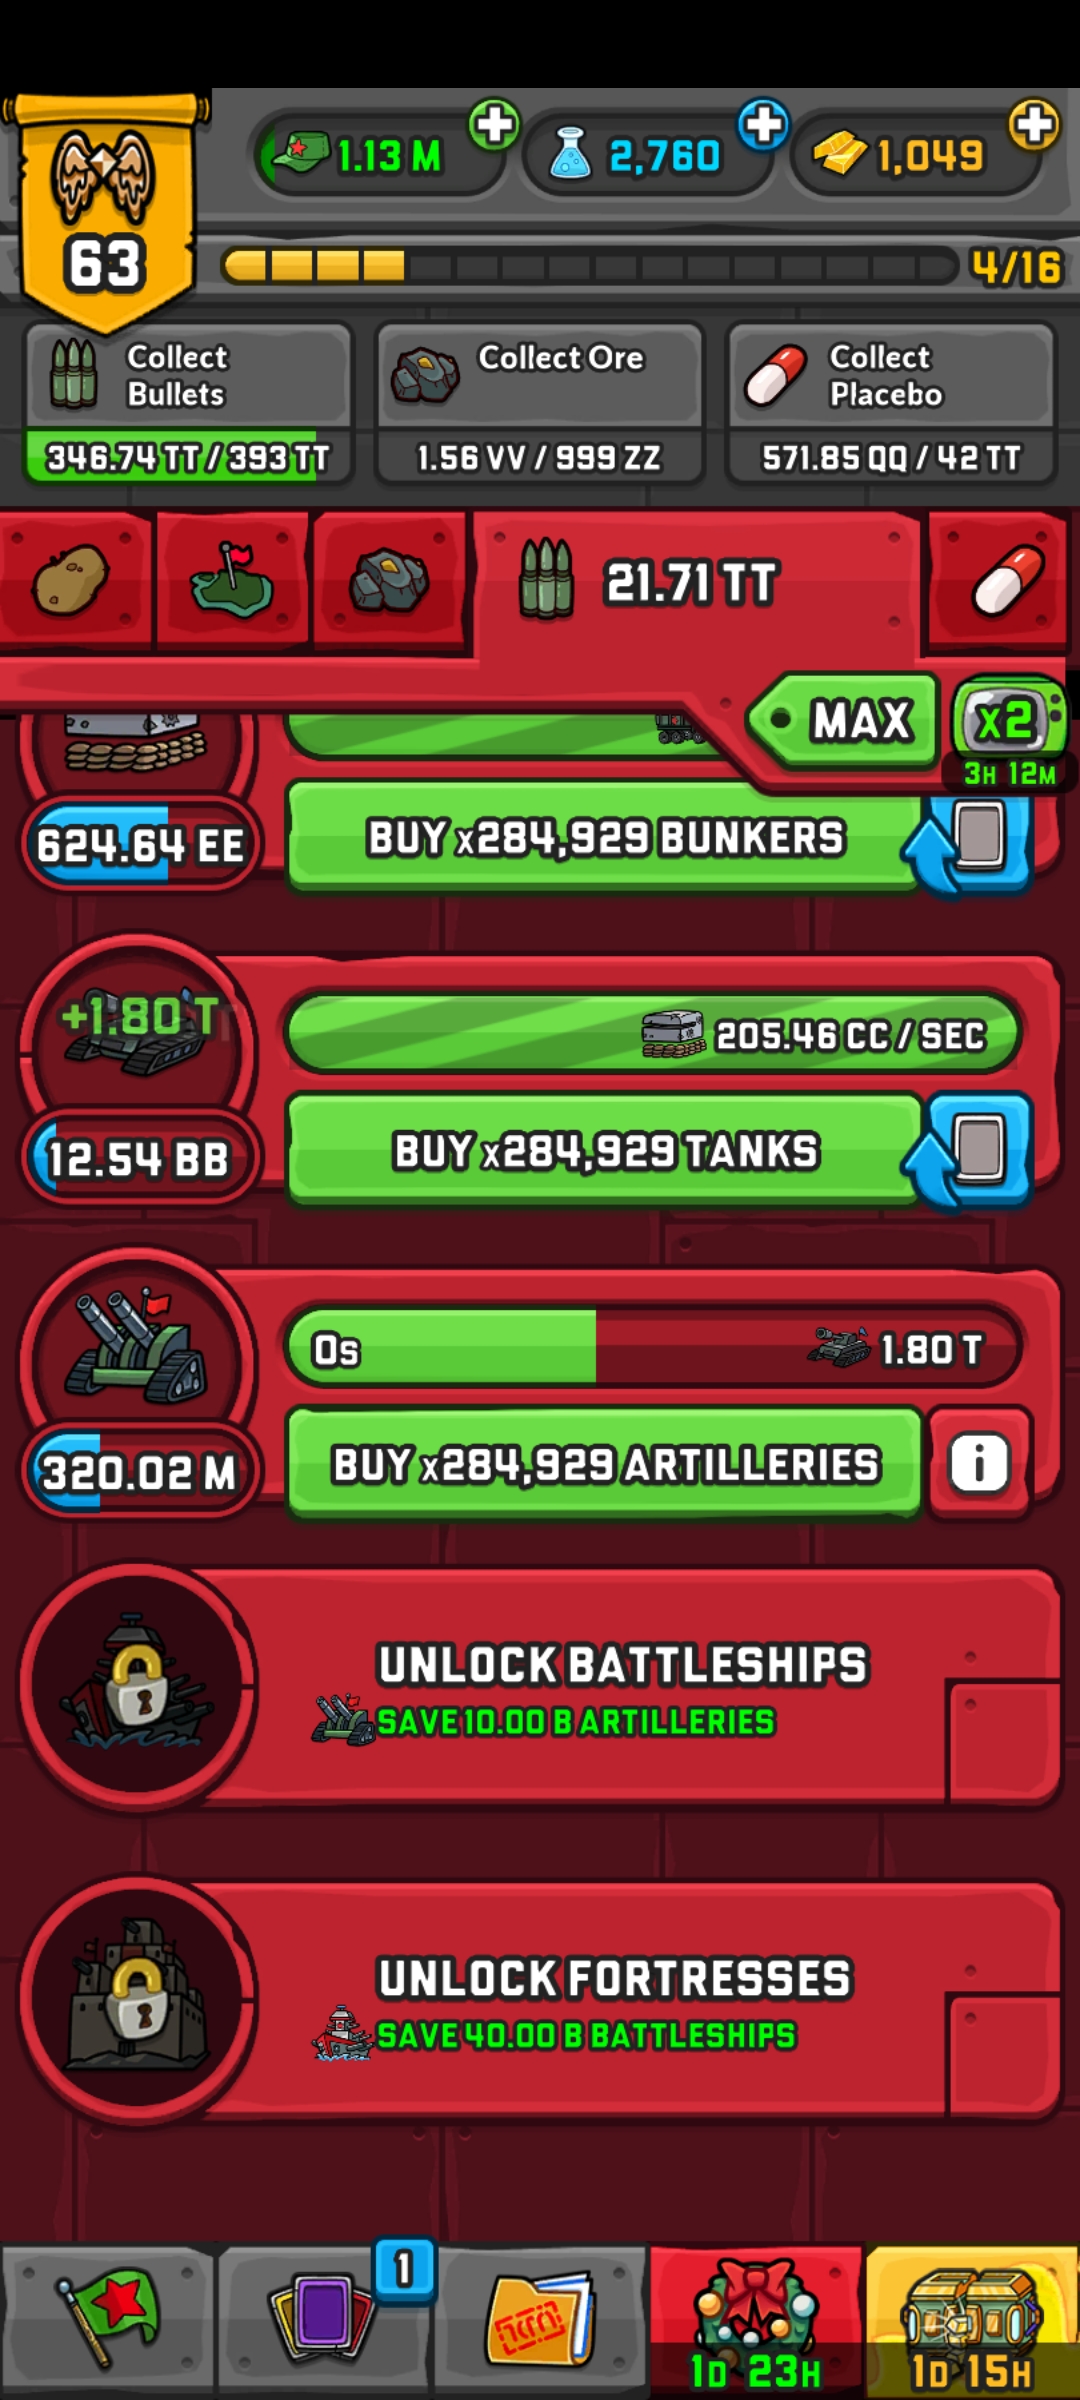 1.13 M
2,760
1,049
63
4/16
Collect
Bullets
346.74 TT / 393 TT
Collect Ore
1.56 VV / 999 ZZ
Collect
Placebo
571.85 QQ / 42 TT
21.71 TT
MAX
x2
3H 12M
624.64 EE
BUY x284,929 BUNKERS
+1.80 T
205.46 CC / SEC
12.54 BB
BUY x284,929 TANKS
0s
1.80 T
320.02 M
BUY x284,929 ARTILLERIES
i
UNLOCK BATTLESHIPS
SAVE 10.00 B ARTILLERIES
UNLOCK FORTRESSES
SAVE 40.00 B BATTLESHIPS
1
1D 23H
1D 15H